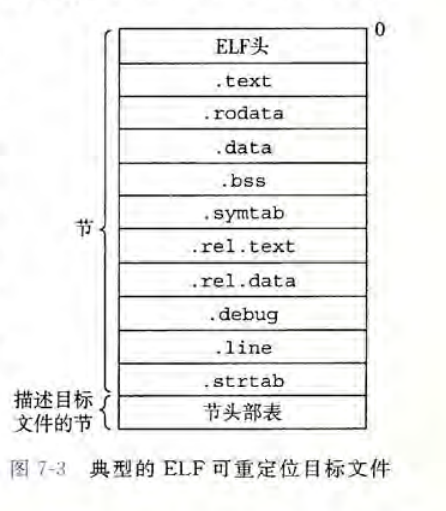 0
ELF头
.text
.rodata
.data
.bss
.symtab
节
.rel.text
.rel.data
.debug
.line
.strtab
描述目标
文件的节
节头部表
图 7-3 典型的 ELF 可重定位目标文件